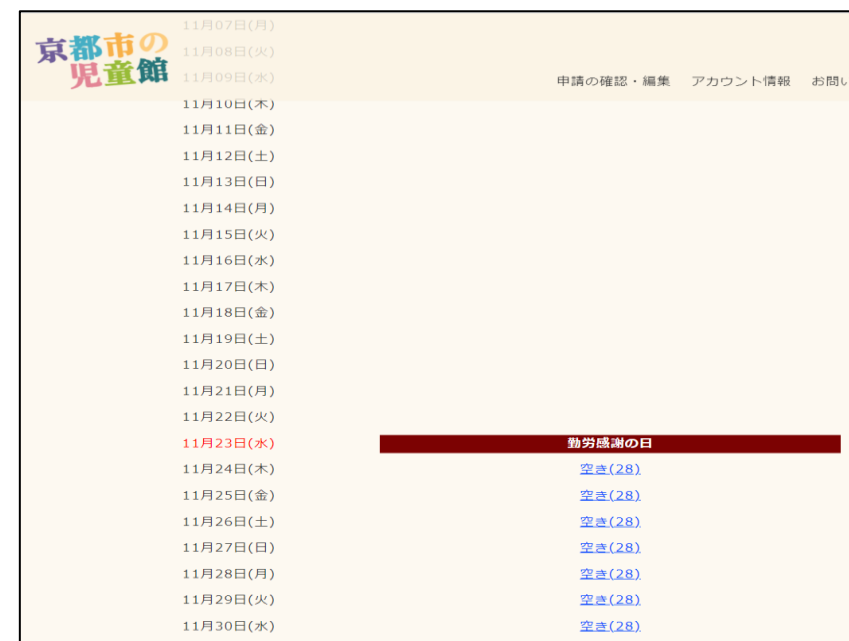 11月07日(月)
京都市の
児童館
11月08日(火)
11月09日(水)
申請の確認・編集 アカウント情報 お問い
11月10日(木)
11月11日(金)
11月12日(土)
11月13日(日)
11月14日(月)
11月15日(火)
11月16日(水)
11月17日(木)
11月18日(金)
11月19日(土)
11月20日(日)
11月21日(月)
11月22日(火)
11月23日(水) 勤労感謝の日
11月24日(木) 空き(28)
11月25日(金) 空き(28)
11月26日(土) 空き(28)
11月27日(日) 空き(28)
11月28日(月) 空き(28)
11月29日(火) 空き(28)
11月30日(水) 空き(28)